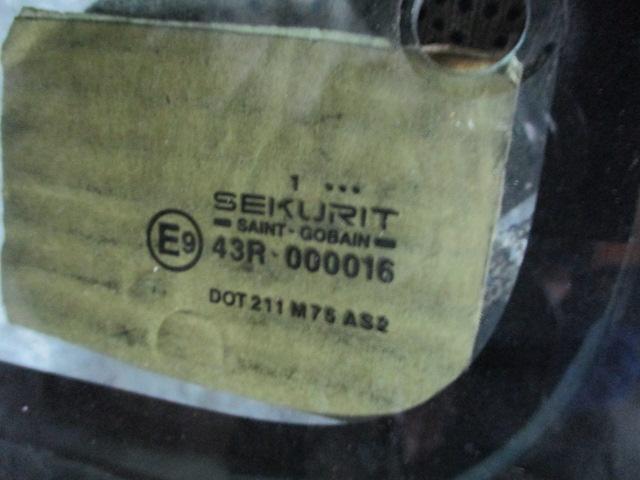 1 •••
SEKURIT
SAINT-GOBAIN
E9 43R-000016
DOT 211 M75 AS2